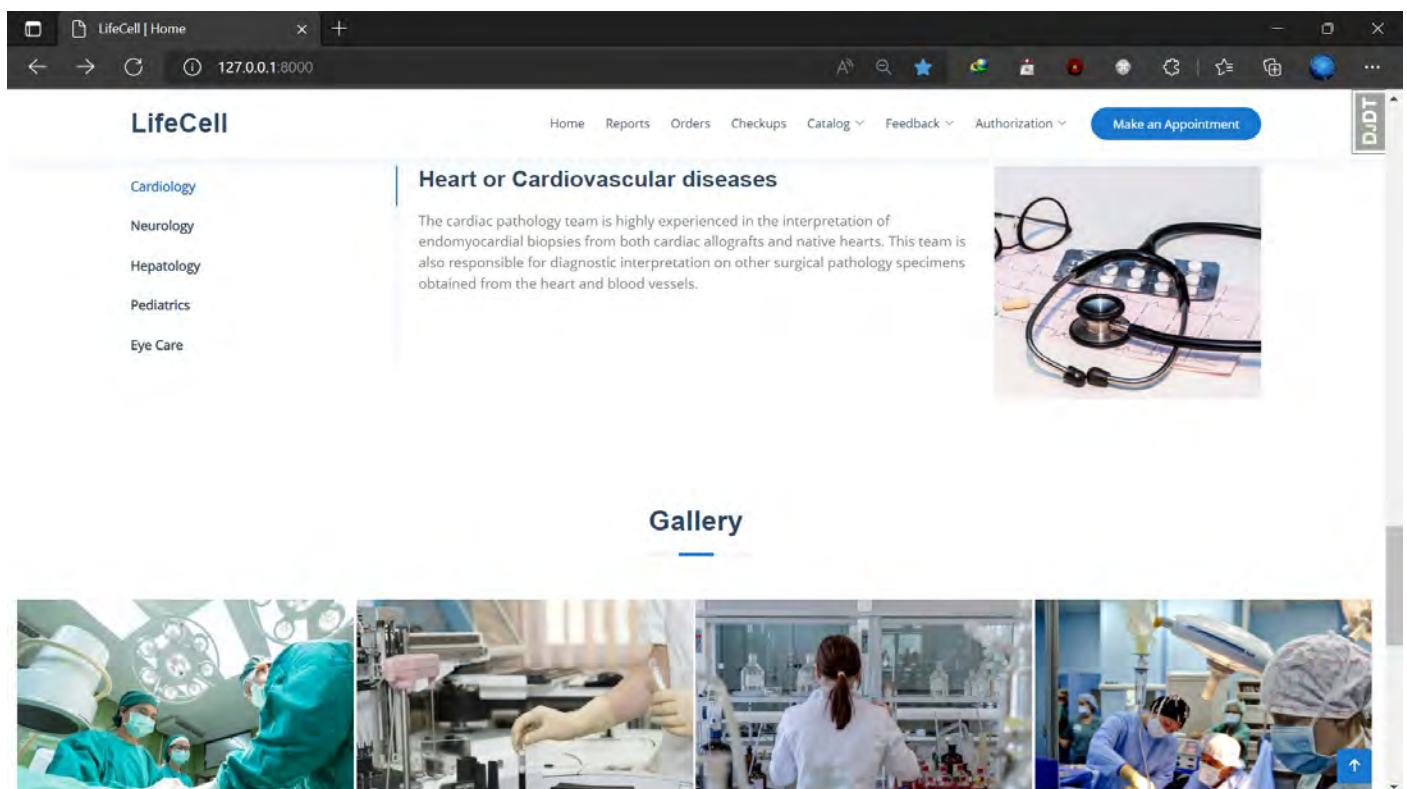 LifeCell | Home
127.0.0.1:8000
LifeCell
Home Reports Orders Checkups Catalog Feedback Authorization Make an Appointment
DJDT
Cardiology
Neurology
Hepatology
Pediatrics
Eye Care
Heart or Cardiovascular diseases
The cardiac pathology team is highly experienced in the interpretation of
endomyocardial biopsies from both cardiac allografts and native hearts. This team is
also responsible for diagnostic interpretation on other surgical pathology specimens
obtained from the heart and blood vessels.
Gallery